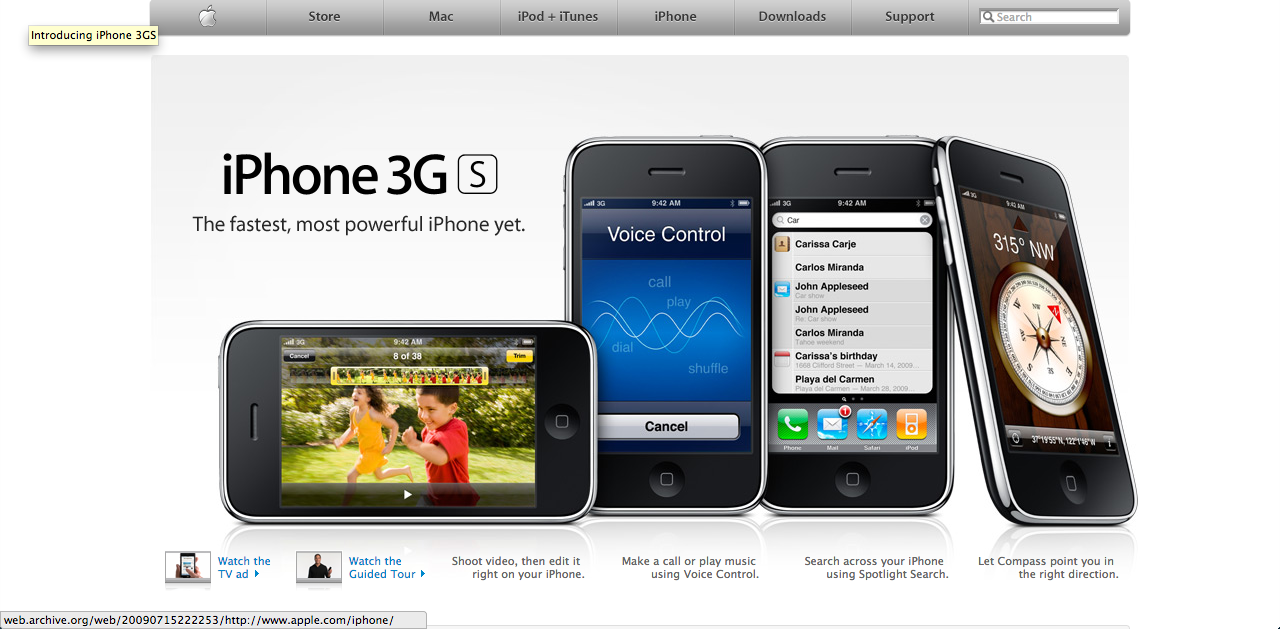 Store
Mac
iPod + iTunes
iPhone
Downloads
Support
Search
Introducing iPhone 3GS
iPhone 3G S
The fastest, most powerful iPhone yet.
3G 9:42 AM
Cancel
8 of 38
Trim
3G 9:42 AM
Voice Control
call
play
dial
shuffle
Cancel
3G 9:42 AM
Car
Carissa Carje
Carlos Miranda
John Appleseed
Car show
John Appleseed
Re: Car show
Carlos Miranda
Tahoe weekend
Carissa's birthday
1668 Clifford Street — March 14, 2009...
Playa del Carmen
Playa del Carmen — March 28, 2009...
1
Phone
Mail
Safari
iPod
3G 9:42 AM
315° NW
N
37°19'55"N, 122°1'46"W
Watch the
TV ad
Watch the
Guided Tour
Shoot video, then edit it
right on your iPhone.
Make a call or play music
using Voice Control.
Search across your iPhone
using Spotlight Search.
Let Compass point you in
the right direction.
web.archive.org/web/20090715222253/http://www.apple.com/iphone/